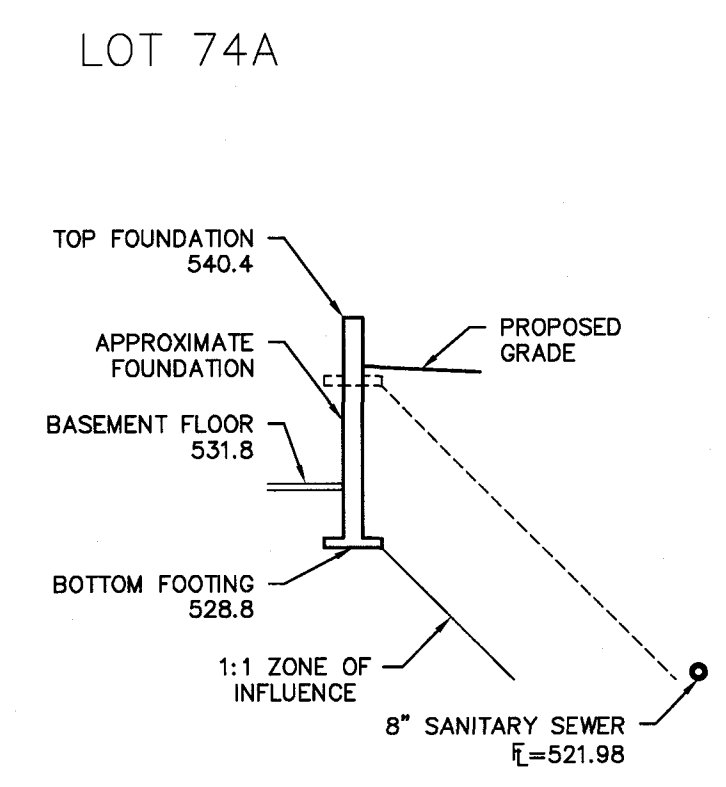 LOT 74A
TOP FOUNDATION
540.4
PROPOSED
GRADE
APPROXIMATE
FOUNDATION
BASEMENT FLOOR
531.8
BOTTOM FOOTING
528.8
1:1 ZONE OF
INFLUENCE
8" SANITARY SEWER
FL=521.98